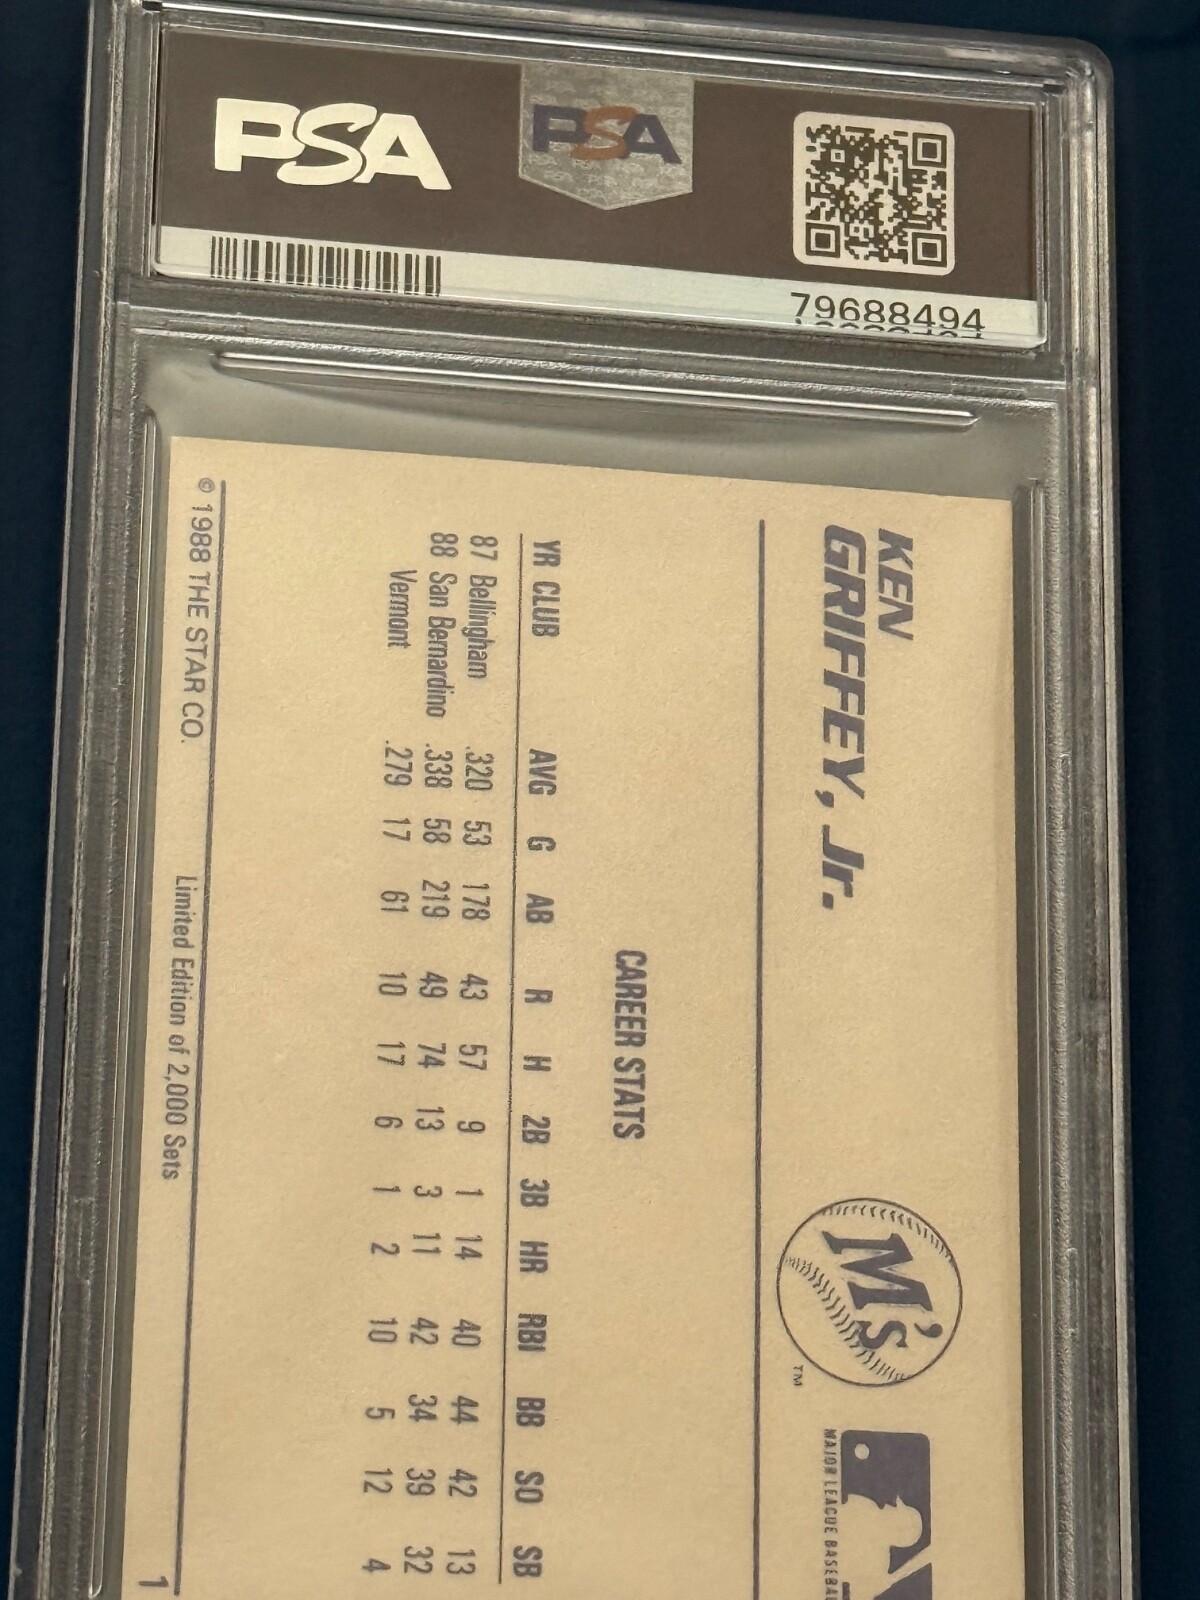 PSA
PSA
79688494
KEN
GRIFFEY, Jr.
M's
TM
MAJOR LEAGUE BASEBAL
CAREER STATS
YR CLUB AVG G AB R H 2B 3B HR RBI BB SO SB
87 Bellingham .320 53 178 43 57 9 1 14 40 44 42 13
88 San Bernardino .338 58 219 49 74 13 3 11 42 34 39 32
Vermont .279 17 61 10 17 6 1 2 10 5 12 4
© 1988 THE STAR CO. Limited Edition of 2,000 Sets 1